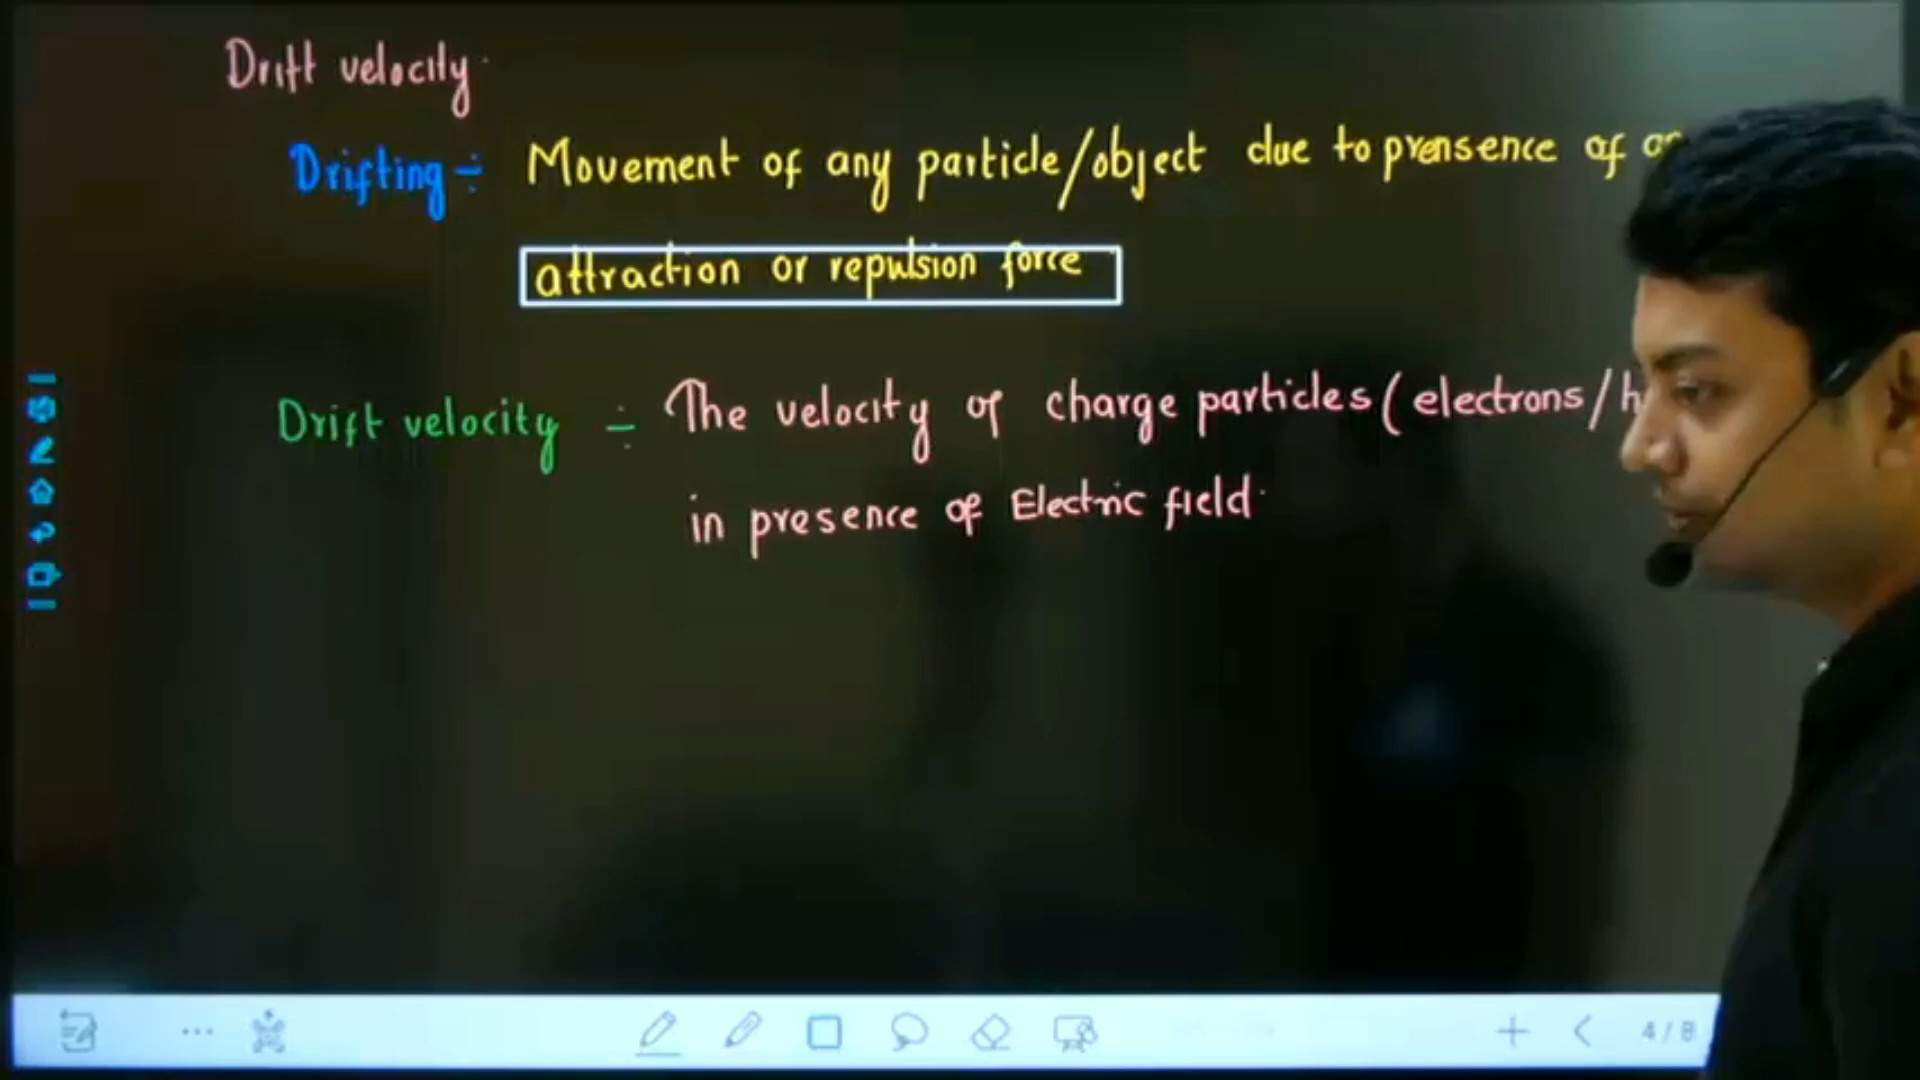 Drift velocity
Drifting ÷ Movement of any particle/object due to prensence of
attraction or repulsion force
Drift velocity ÷ The velocity of charge particles (electrons/h
in presence of Electric field
4/8